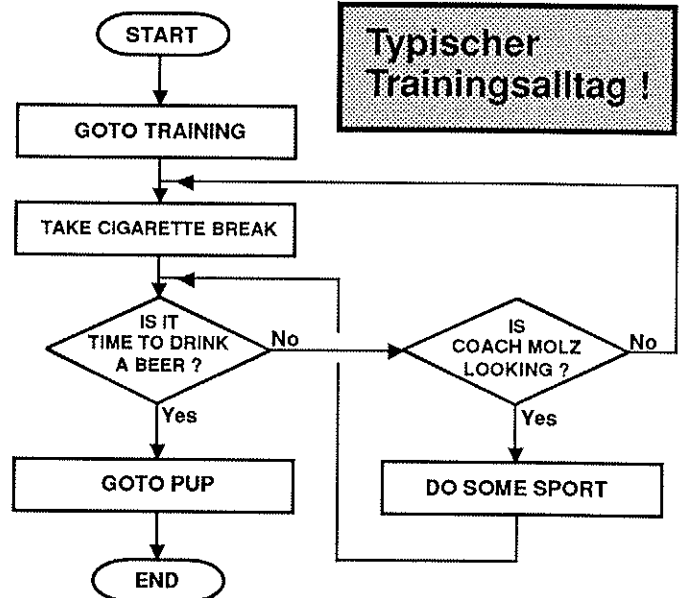 START
Typischer
Trainingsalltag !
GOTO TRAINING
TAKE CIGARETTE BREAK
IS IT
TIME TO DRINK
A BEER ?
No
IS
COACH MOLZ
LOOKING ?
No
Yes
Yes
GOTO PUP
DO SOME SPORT
END